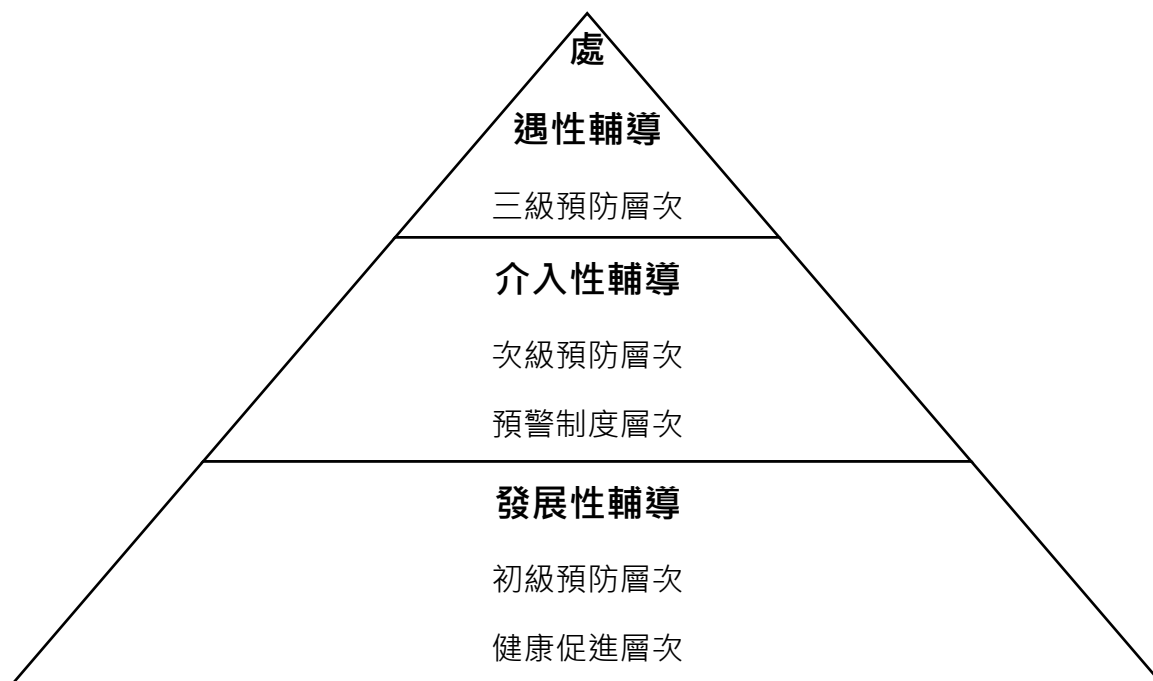 處
遇性輔導
三級預防層次
介入性輔導
次級預防層次
預警制度層次
發展性輔導
初級預防層次
健康促進層次